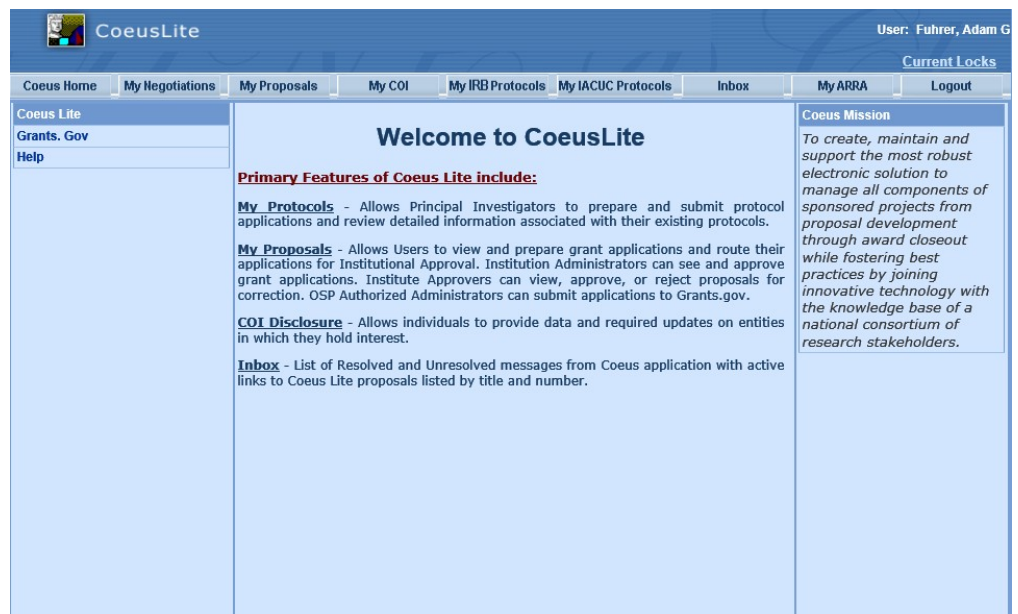 CoeusLite
User: Fuhrer, Adam G
Current Locks
Coeus Home My Negotiations My Proposals My COI My IRB Protocols My IACUC Protocols Inbox My ARRA Logout
Coeus Lite
Grants. Gov
Help
Welcome to CoeusLite
Primary Features of Coeus Lite include:
My Protocols - Allows Principal Investigators to prepare and submit protocol
applications and review detailed information associated with their existing protocols.
My Proposals - Allows Users to view and prepare grant applications and route their
applications for Institutional Approval. Institution Administrators can see and approve
grant applications. Institute Approvers can view, approve, or reject proposals for
correction. OSP Authorized Administrators can submit applications to Grants.gov.
COI Disclosure - Allows individuals to provide data and required updates on entities
in which they hold interest.
Inbox - List of Resolved and Unresolved messages from Coeus application with active
links to Coeus Lite proposals listed by title and number.
Coeus Mission
To create, maintain and
support the most robust
electronic solution to
manage all components of
sponsored projects from
proposal development
through award closeout
while fostering best
practices by joining
innovative technology with
the knowledge base of a
national consortium of
research stakeholders.